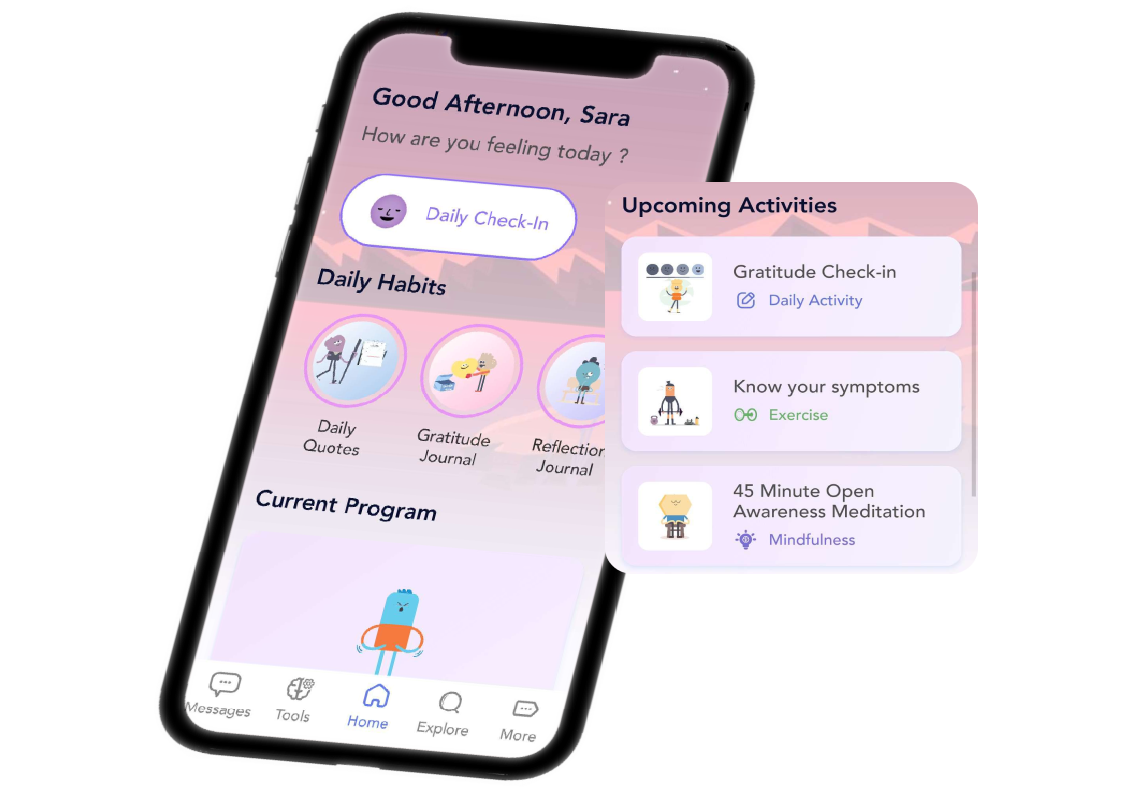 Good Afternoon, Sara
How are you feeling today ?
Daily Check-In
Daily Habits
Daily
Quotes
Gratitude
Journal
Reflection
Journal
Current Program
Messages
Tools
Home
Explore
More
Upcoming Activities
Gratitude Check-in
Daily Activity
Know your symptoms
Exercise
45 Minute Open
Awareness Meditation
Mindfulness